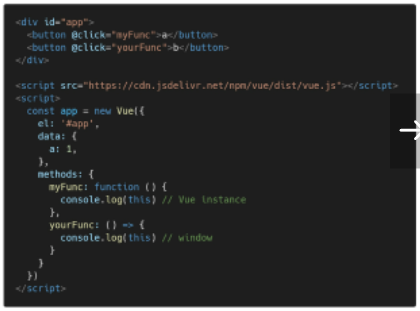 <div id="app">
  <button @click="myFunc">a</button>
  <button @click="yourFunc">b</button>
</div>

<script src="https://cdn.jsdelivr.net/npm/vue/dist/vue.js"></script>
<script>
  const app = new Vue({
    el: '#app',
    data: {
      a: 1,
    },
    methods: {
      myFunc: function () {
        console.log(this) // Vue instance
      },
      yourFunc: () => {
        console.log(this) // window
      }
    }
  })
</script>